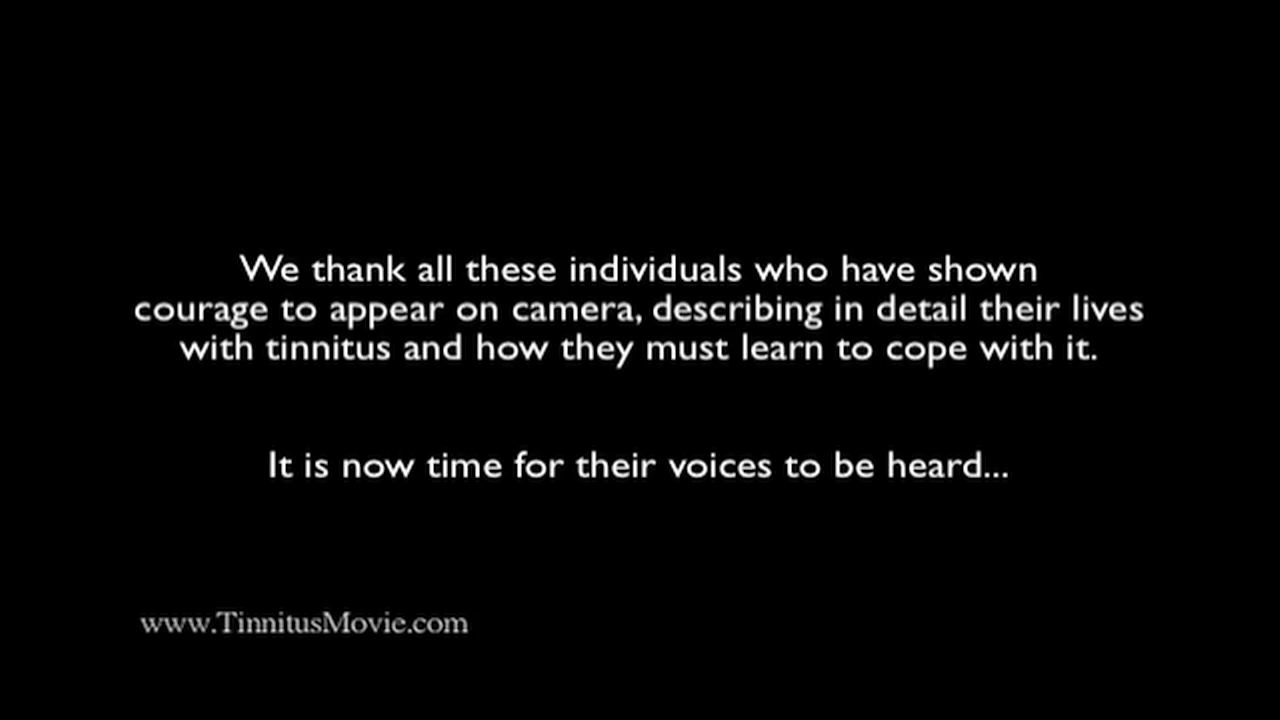 We thank all these individuals who have shown
courage to appear on camera, describing in detail their lives
with tinnitus and how they must learn to cope with it.
It is now time for their voices to be heard...
www.TinnitusMovie.com